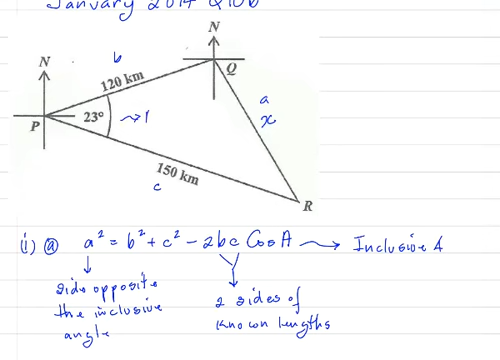 January 2014 Q10b
N
N
b
Q
120 km
a
x
P
23°
150 km
c
R
(i) (a) a² = b² + c² - 2bc Cos A → Inclusive A
side opposite
the inclusive
angle
2 sides of
known lengths